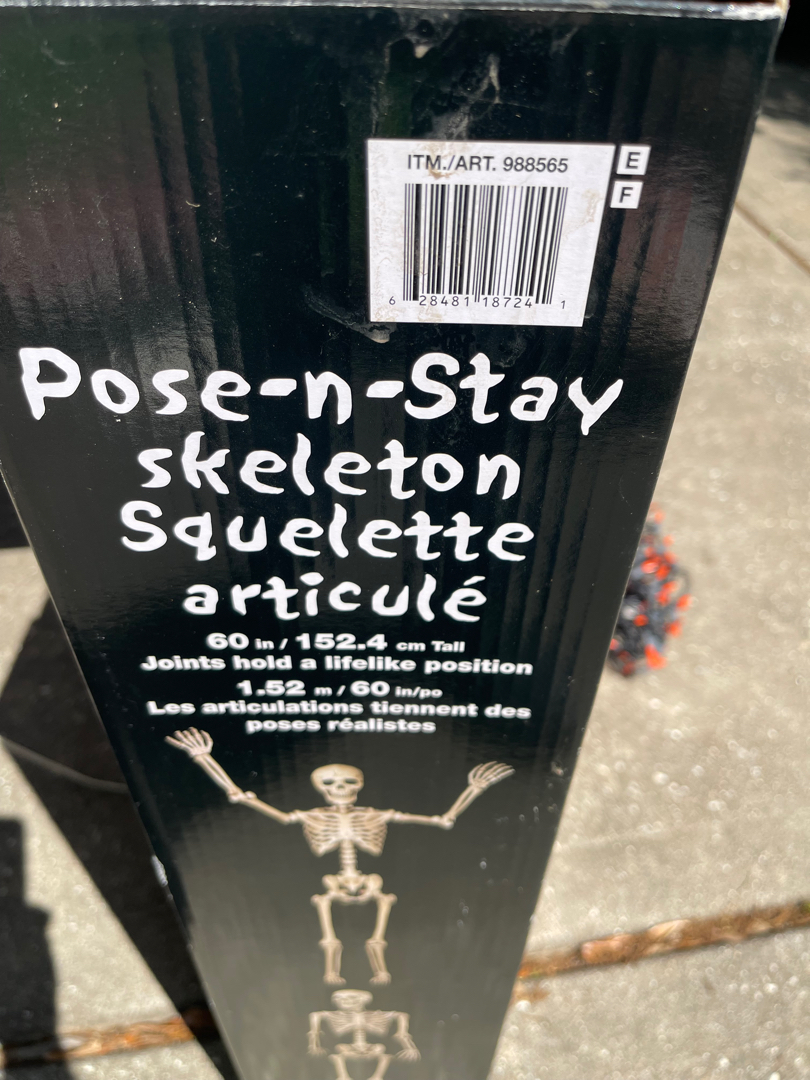 ITM./ART. 988565
E
F
6 28481 18724 1
Pose-n-Stay
skeleton
Squelette
articulé
60 in / 152.4 cm Tall
Joints hold a lifelike position
1.52 m / 60 in/po
Les articulations tiennent des
poses réalistes